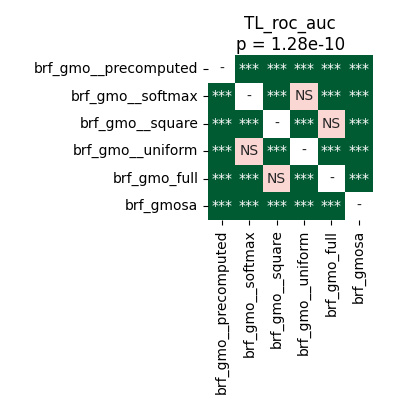 TL_roc_auc
p = 1.28e-10
brf_gmo__precomputed - *** *** *** *** ***
brf_gmo__softmax *** - *** NS *** ***
brf_gmo__square *** *** - *** NS ***
brf_gmo__uniform *** NS *** - *** ***
brf_gmo_full *** *** NS *** - ***
brf_gmosa *** *** *** *** *** -
brf_gmo__precomputed
brf_gmo__softmax
brf_gmo__square
brf_gmo__uniform
brf_gmo_full
brf_gmosa